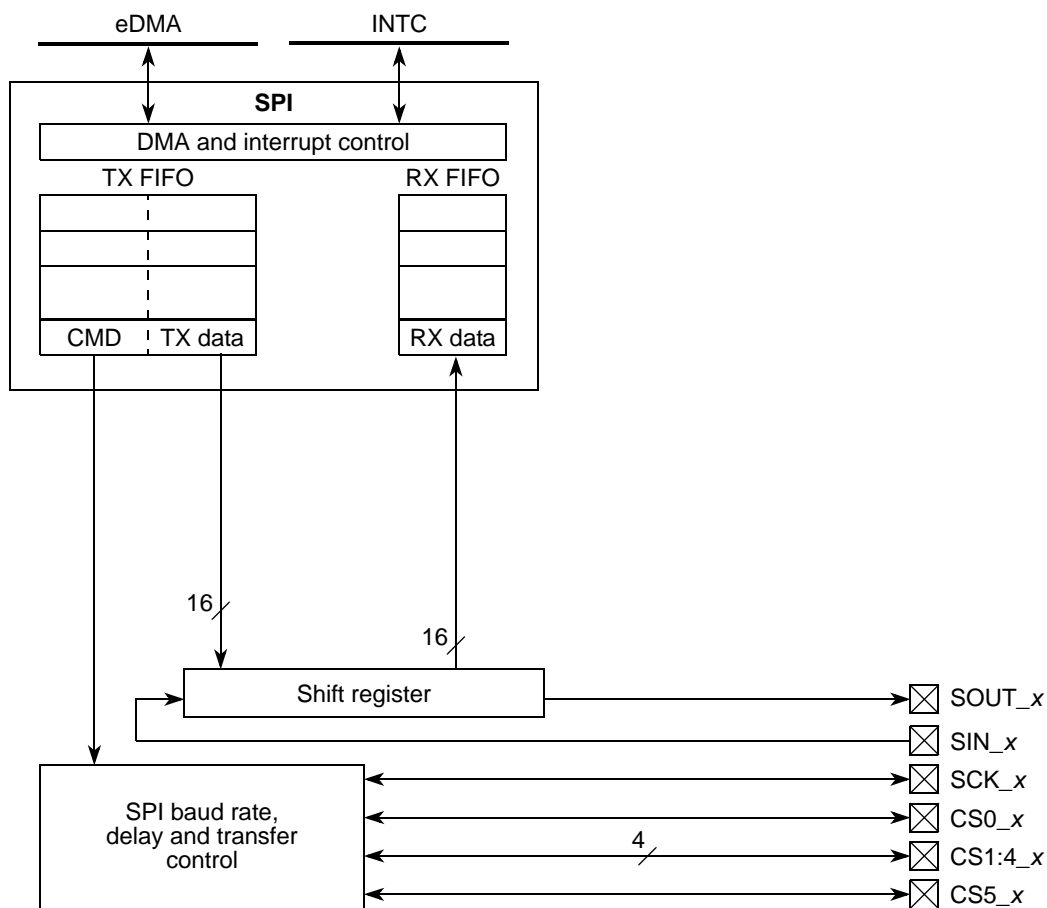 eDMA
INTC
SPI
DMA and interrupt control
TX FIFO
RX FIFO
CMD
TX data
RX data
16
16
Shift register
SOUT_x
SIN_x
SCK_x
SPI baud rate,
delay and transfer
control
CS0_x
4
CS1:4_x
CS5_x